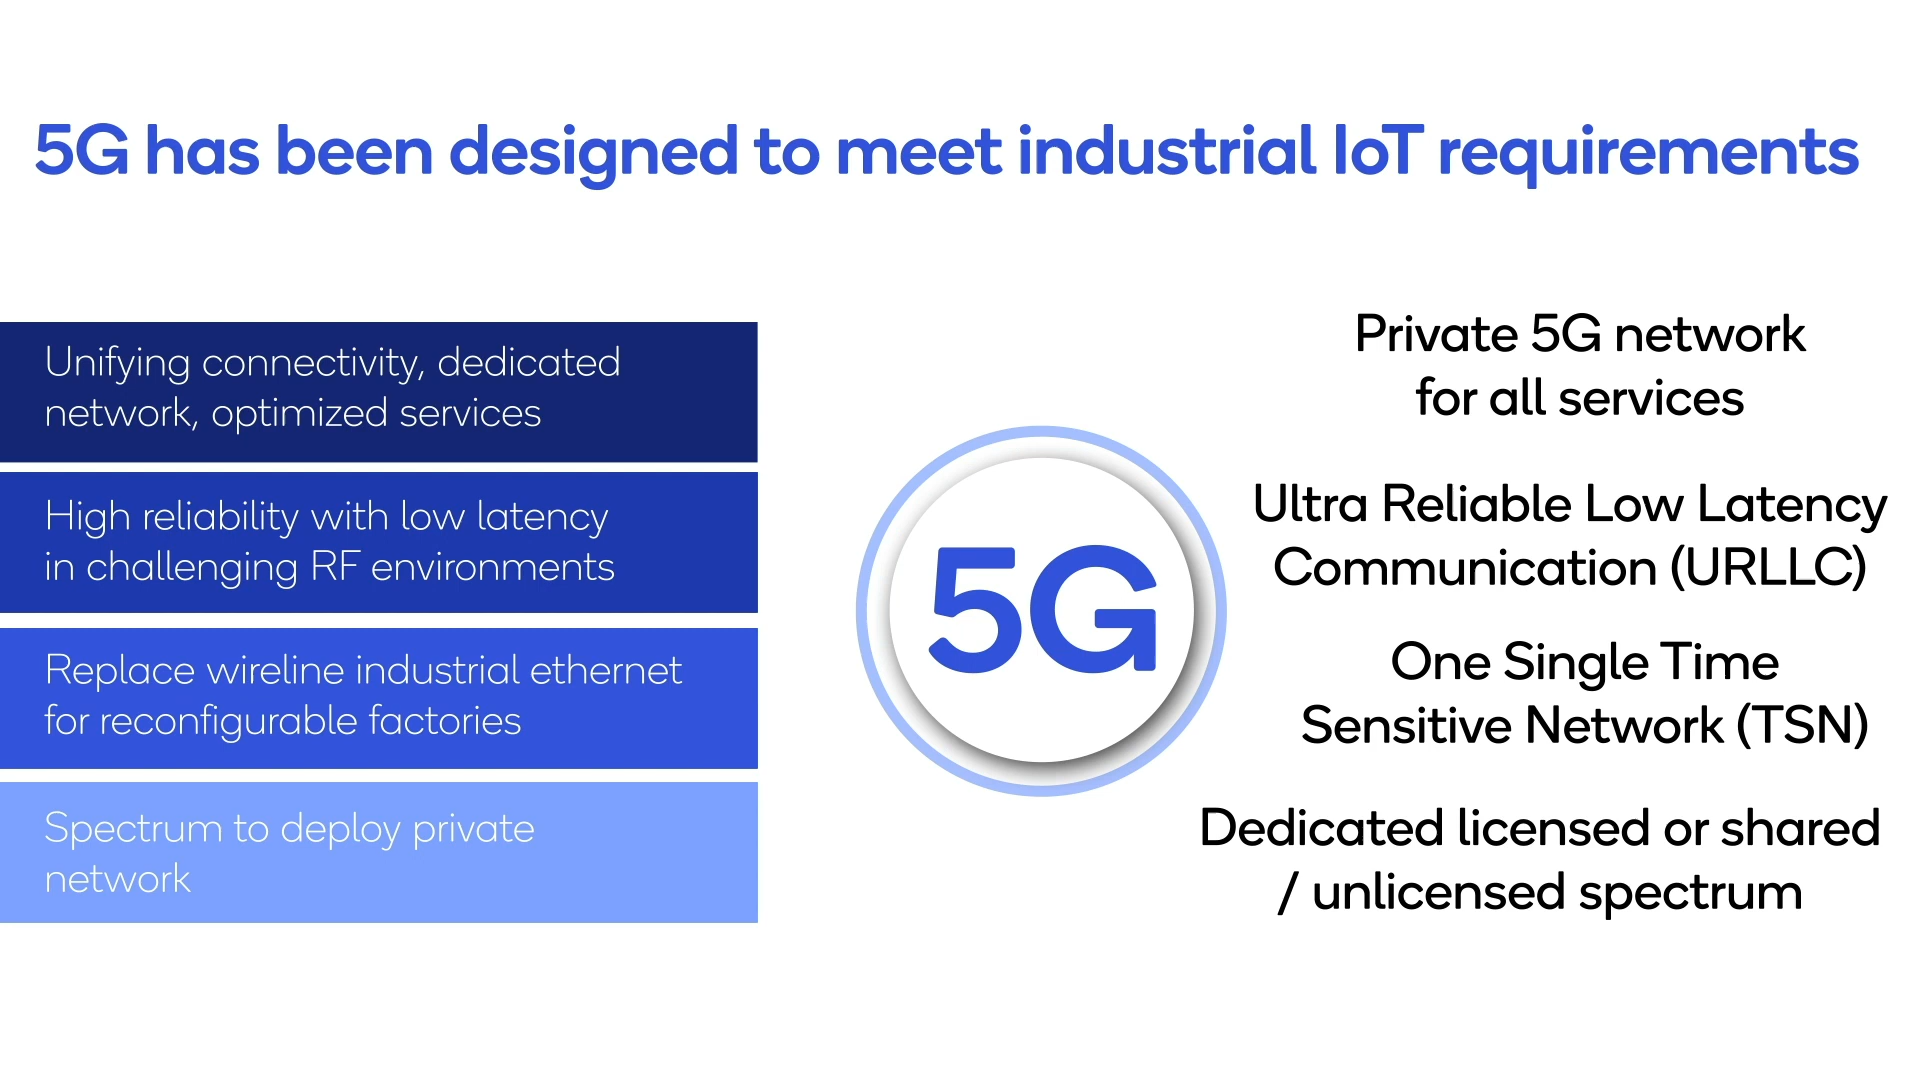 5G has been designed to meet industrial IoT requirements
Unifying connectivity, dedicated
network, optimized services
High reliability with low latency
in challenging RF environments
Replace wireline industrial ethernet
for reconfigurable factories
Spectrum to deploy private
network
5G
Private 5G network
for all services
Ultra Reliable Low Latency
Communication (URLLC)
One Single Time
Sensitive Network (TSN)
Dedicated licensed or shared
/ unlicensed spectrum